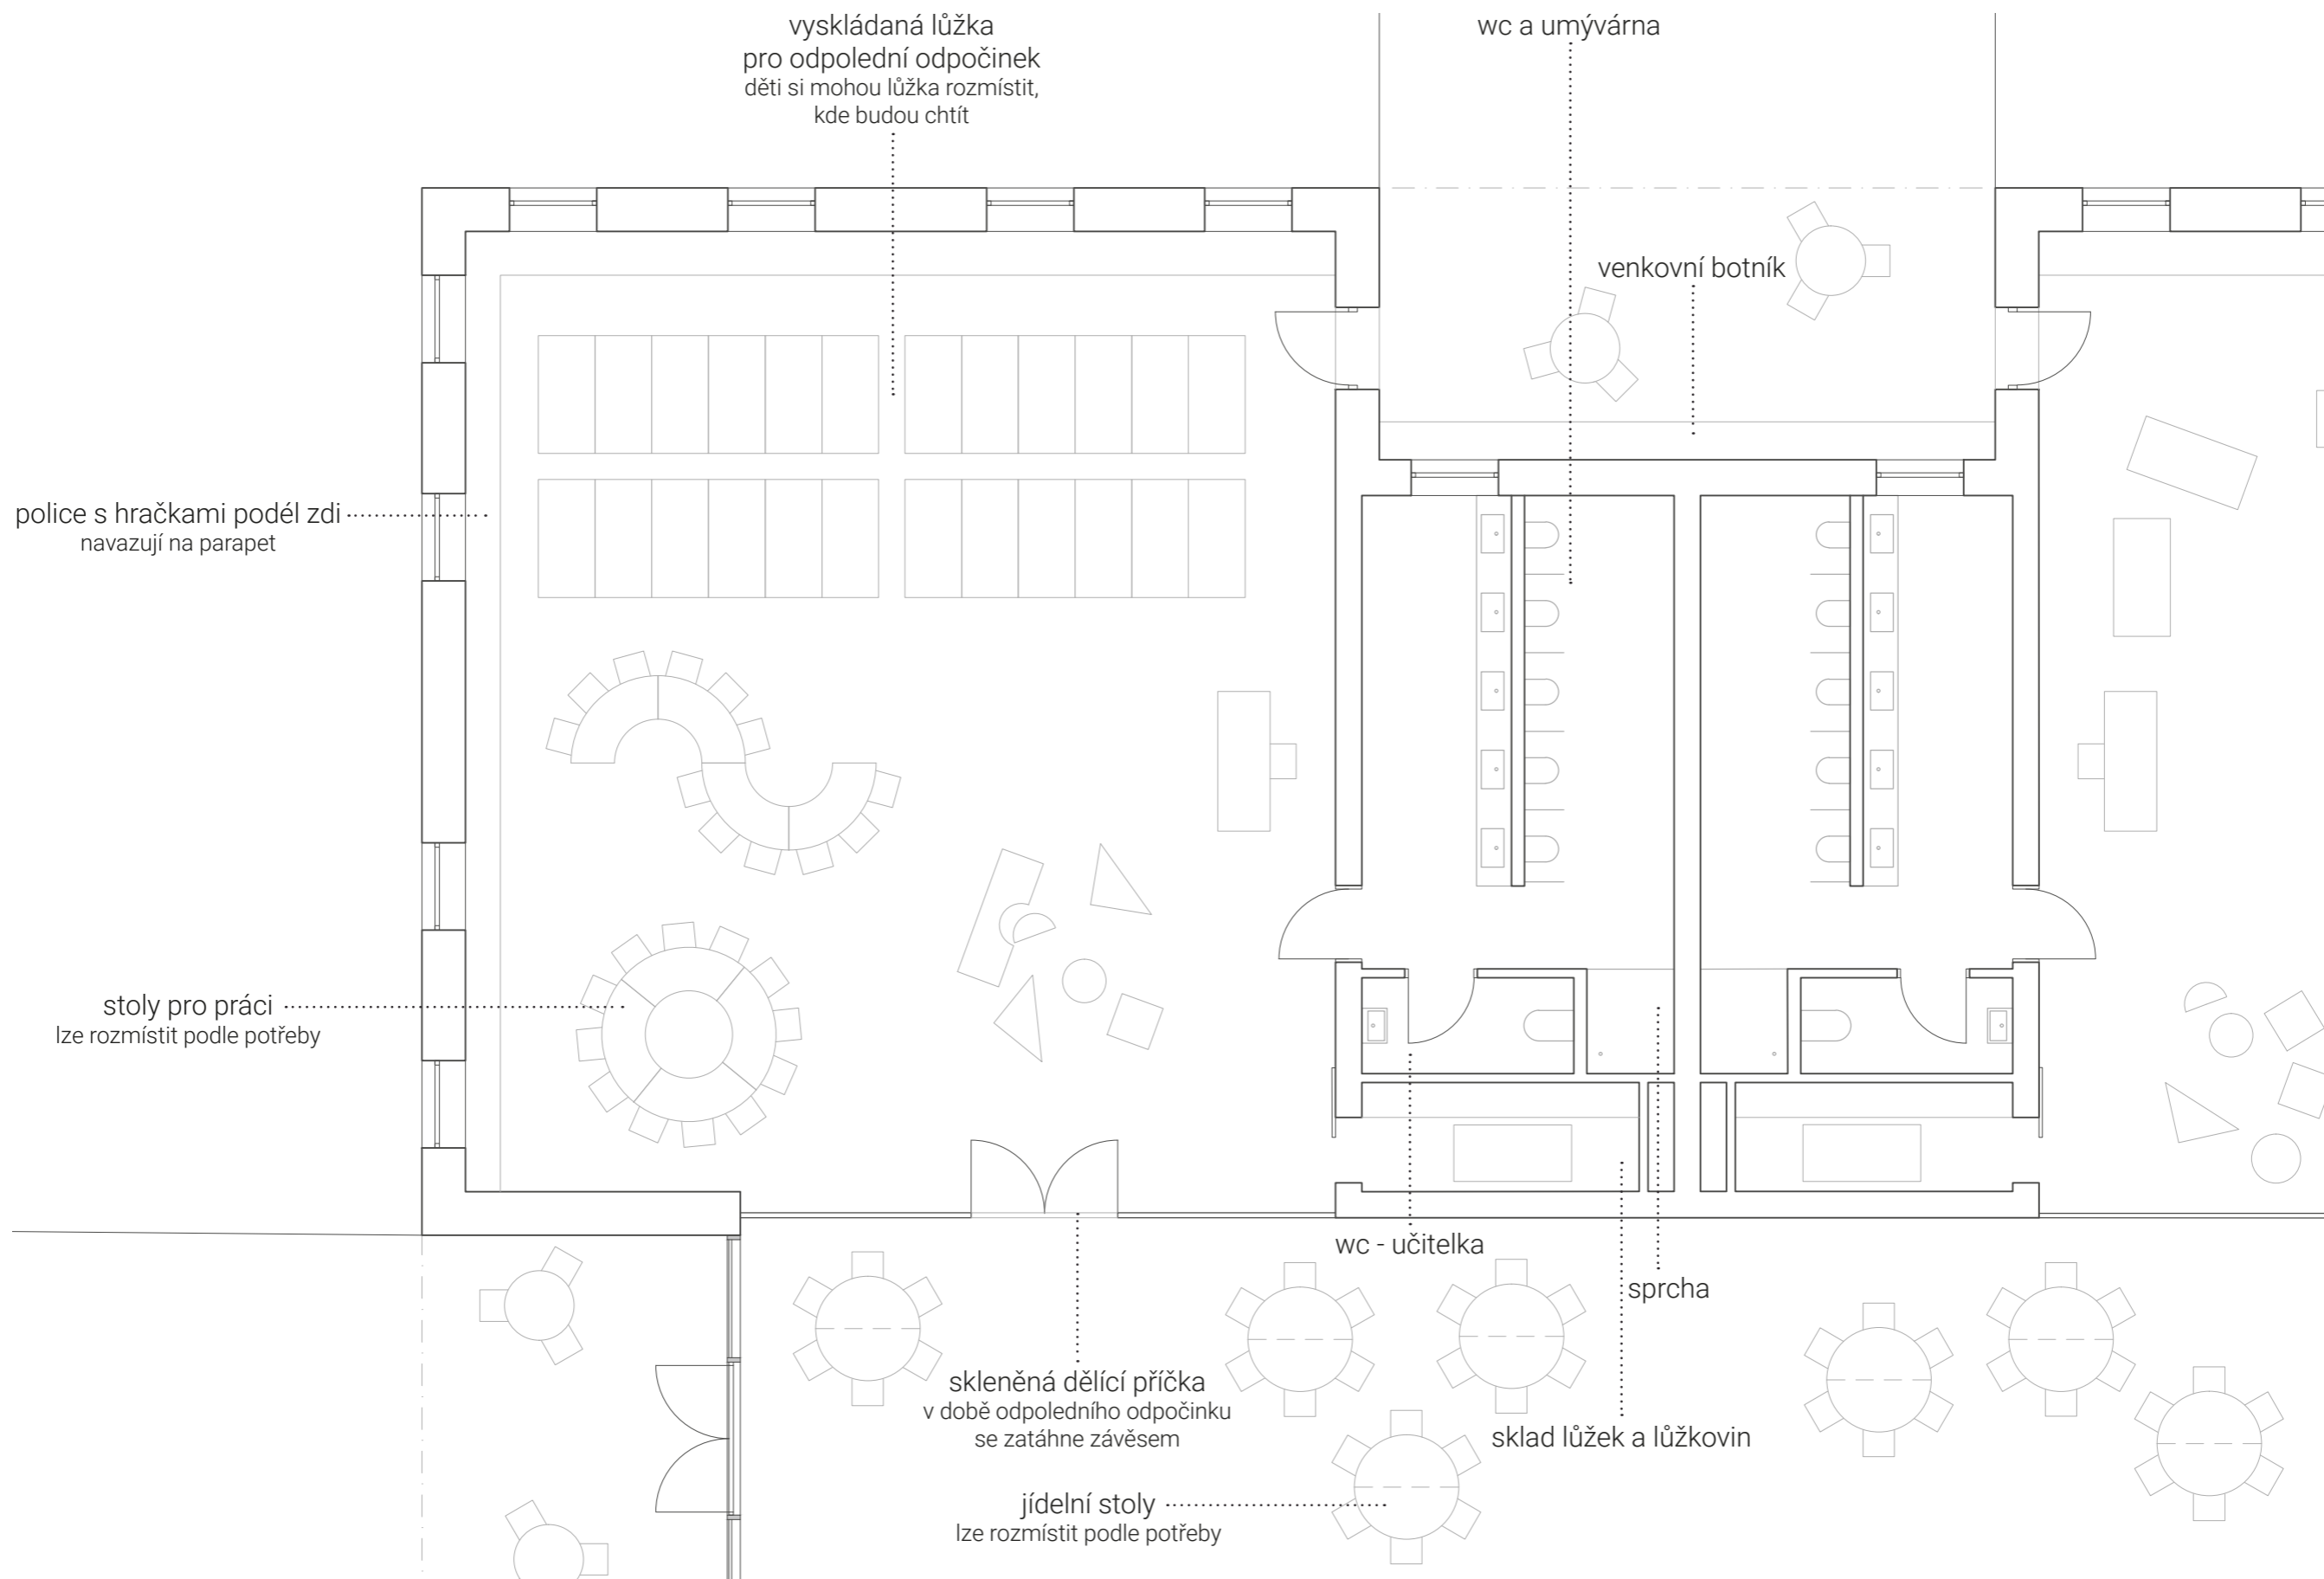 vyskládaná lůžka
pro odpolední odpočinek
děti si mohou lůžka rozmístit,
kde budou chtít
wc a umývárna
venkovní botník
police s hračkami podél zdi
navazují na parapet
stoly pro práci
lze rozmístit podle potřeby
wc - učitelka
sprcha
skleněná dělící příčka
v době odpoledního odpočinku
se zatáhne závěsem
sklad lůžek a lůžkovin
jídelní stoly
lze rozmístit podle potřeby